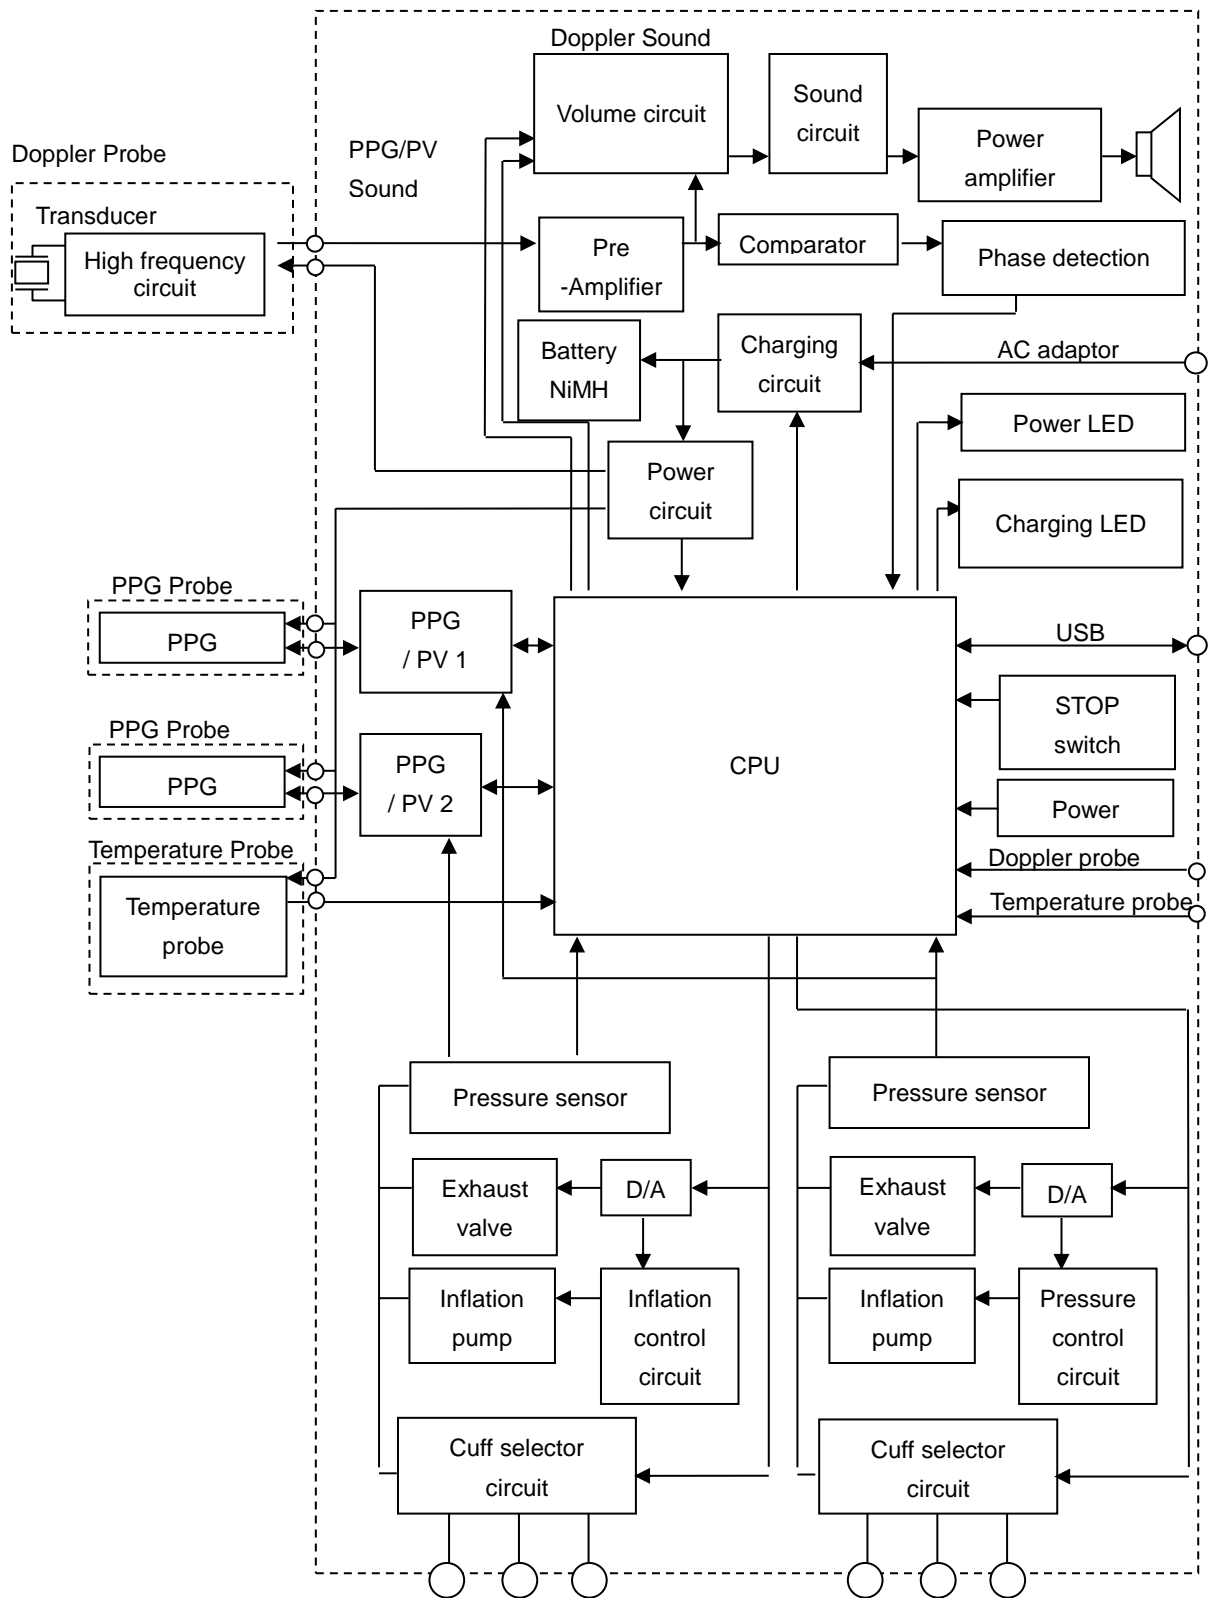 Doppler Sound
Volume circuit
Sound
circuit
Power
amplifier
PPG/PV
Sound
Doppler Probe
Transducer
High frequency
circuit
Pre
-Amplifier
Comparator
Phase detection
Battery
NiMH
Charging
circuit
AC adaptor
Power LED
Power
circuit
Charging LED
PPG Probe
PPG
PPG
/ PV 1
USB
STOP
switch
CPU
PPG Probe
PPG
PPG
/ PV 2
Power
Temperature Probe
Temperature
probe
Doppler probe
Temperature probe
Pressure sensor
Pressure sensor
Exhaust
valve
D/A
Exhaust
valve
D/A
Inflation
pump
Inflation
control
circuit
Inflation
pump
Pressure
control
circuit
Cuff selector
circuit
Cuff selector
circuit